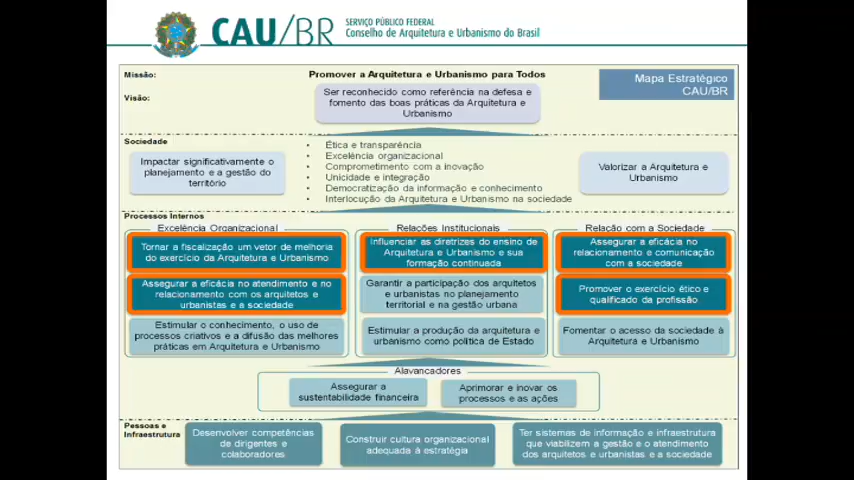 CAU/BR
SERVIÇO PÚBLICO FEDERAL
Conselho de Arquitetura e Urbanismo do Brasil
Missão:
Promover a Arquitetura e Urbanismo para Todos
Mapa Estratégico
CAU/BR
Visão:
Ser reconhecido como referência na defesa e
fomento das boas práticas da Arquitetura e
Urbanismo
Sociedade
Impactar significativamente o
planejamento e a gestão do
território
• Ética e transparência
• Excelência organizacional
• Comprometimento com a inovação
• Unicidade e integração
• Democratização da informação e conhecimento
• Interlocução da Arquitetura e Urbanismo na sociedade
Valorizar a Arquitetura e
Urbanismo
Processos Internos
Excelência Organizacional
Tornar a fiscalização um vetor de melhoria
do exercício da Arquitetura e Urbanismo
Assegurar a eficácia no atendimento e no
relacionamento com os arquitetos e
urbanistas e a sociedade
Estimular o conhecimento, o uso de
processos criativos e a difusão das melhores
práticas em Arquitetura e Urbanismo
Relações Institucionais
Influenciar as diretrizes do ensino de
Arquitetura e Urbanismo e sua
formação continuada
Garantir a participação dos arquitetos
e urbanistas no planejamento
territorial e na gestão urbana
Estimular a produção da arquitetura e
urbanismo como política de Estado
Relação com a Sociedade
Assegurar a eficácia no
relacionamento e comunicação
com a sociedade
Promover o exercício ético e
qualificado da profissão
Fomentar o acesso da sociedade à
Arquitetura e Urbanismo
Alavancadores
Assegurar a
sustentabilidade financeira
Aprimorar e inovar os
processos e as ações
Pessoas e
Infraestrutura
Desenvolver competências
de dirigentes e
colaboradores
Construir cultura organizacional
adequada à estratégia
Ter sistemas de informação e infraestrutura
que viabilizem a gestão e o atendimento
dos arquitetos e urbanistas e a sociedade